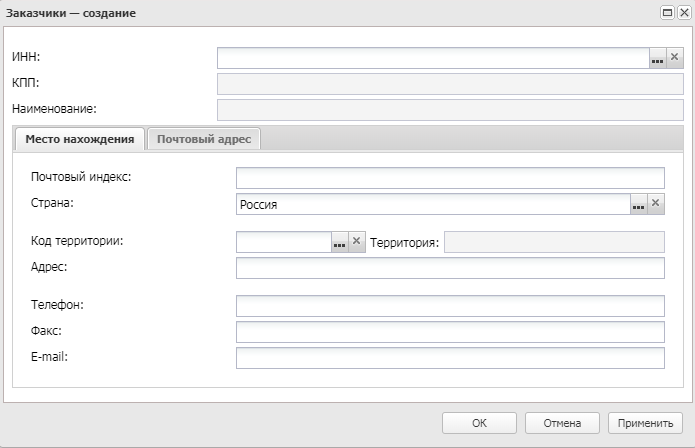 Заказчики — создание
ИНН:
КПП:
Наименование:
Место нахождения Почтовый адрес
Почтовый индекс:
Страна: Россия
Код территории: Территория:
Адрес:
Телефон:
Факс:
E-mail:
ОК Отмена Применить